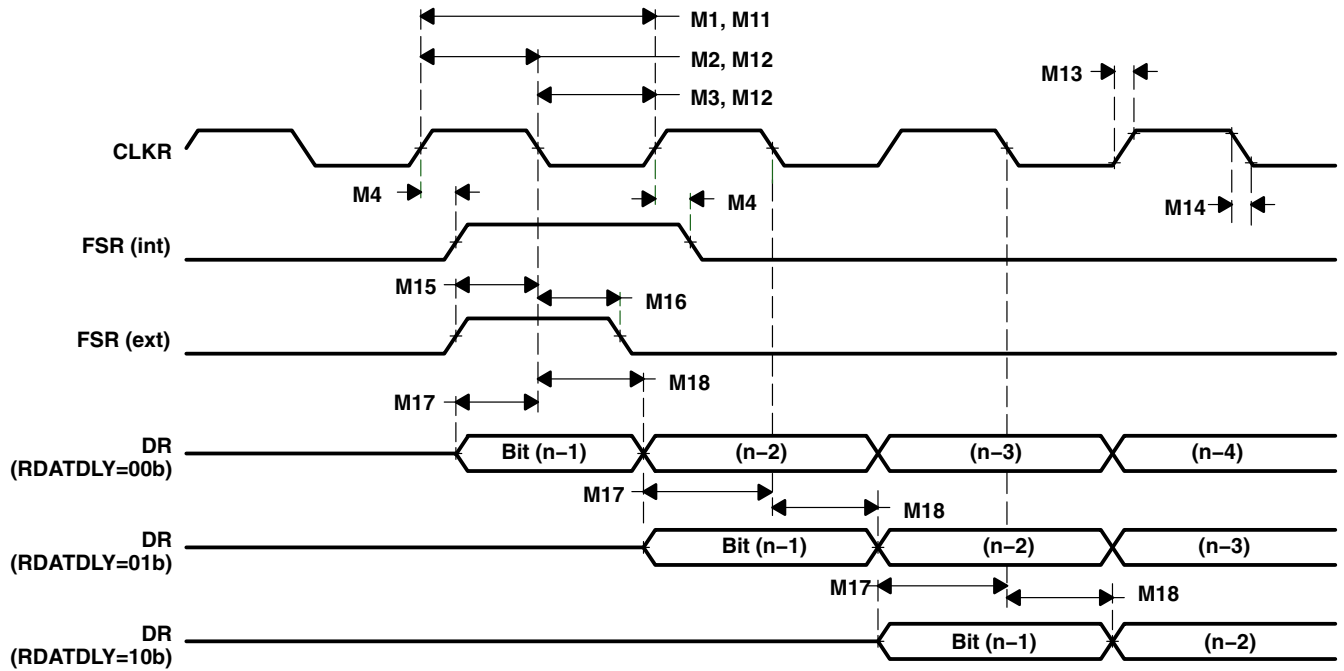 M1, M11
M2, M12
M13
M3, M12
CLKR
M4
M4
M14
FSR (int)
M15
M16
FSR (ext)
M18
M17
DR
(RDATDLY=00b)
Bit (n−1)
(n−2)
(n−3)
(n−4)
M17
M18
DR
(RDATDLY=01b)
Bit (n−1)
(n−2)
(n−3)
M17
M18
DR
(RDATDLY=10b)
Bit (n−1)
(n−2)